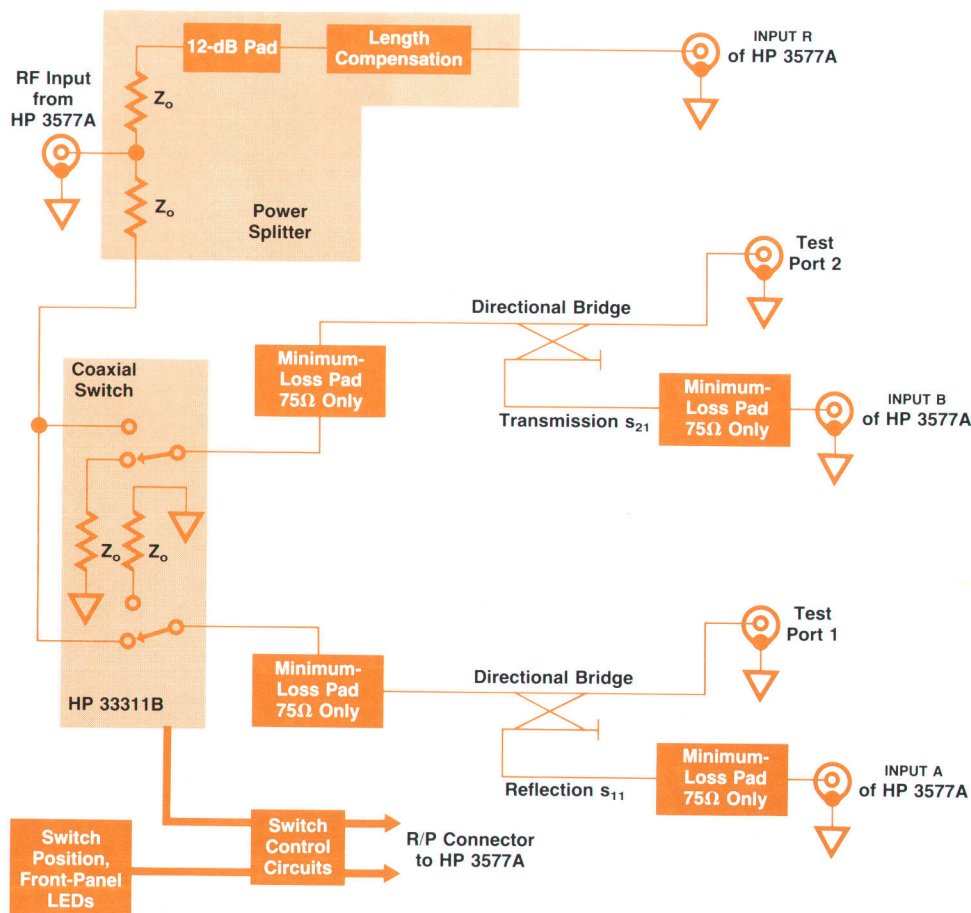 12-dB Pad
Length
Compensation
INPUT R
of HP 3577A
RF Input
from
HP 3577A
Zₒ
Zₒ
Power
Splitter
Test
Port 2
Directional Bridge
Coaxial
Switch
Minimum-
Loss Pad
75Ω Only
Minimum-
Loss Pad
75Ω Only
Transmission s₂₁
INPUT B
of HP 3577A
Zₒ
Zₒ
Test
Port 1
Directional Bridge
Minimum-
Loss Pad
75Ω Only
HP 33311B
Minimum-
Loss Pad
75Ω Only
Reflection s₁₁
INPUT A
of HP 3577A
Switch
Position,
Front-Panel
LEDs
Switch
Control
Circuits
R/P Connector
to HP 3577A